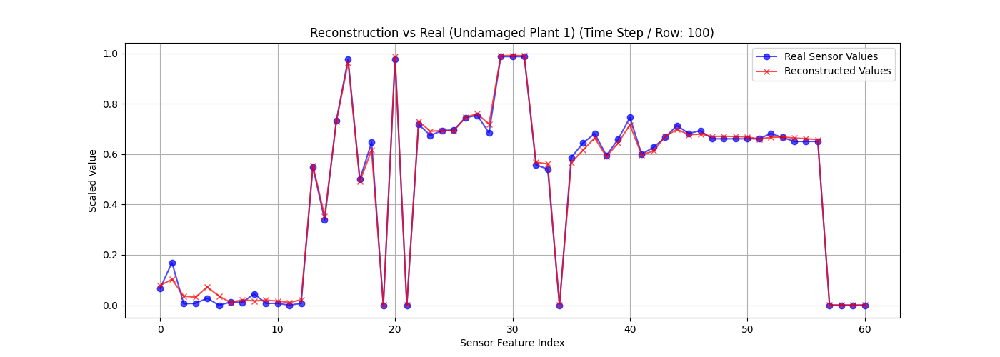 Reconstruction vs Real (Undamaged Plant 1) (Time Step / Row: 100)
Real Sensor Values
Reconstructed Values
Scaled Value
1.0
0.8
0.6
0.4
0.2
0.0
0 10 20 30 40 50 60
Sensor Feature Index